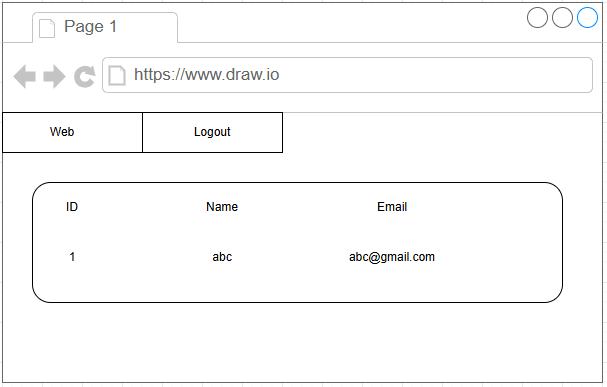 Page 1
https://www.draw.io
Web Logout
ID Name Email
1 abc abc@gmail.com